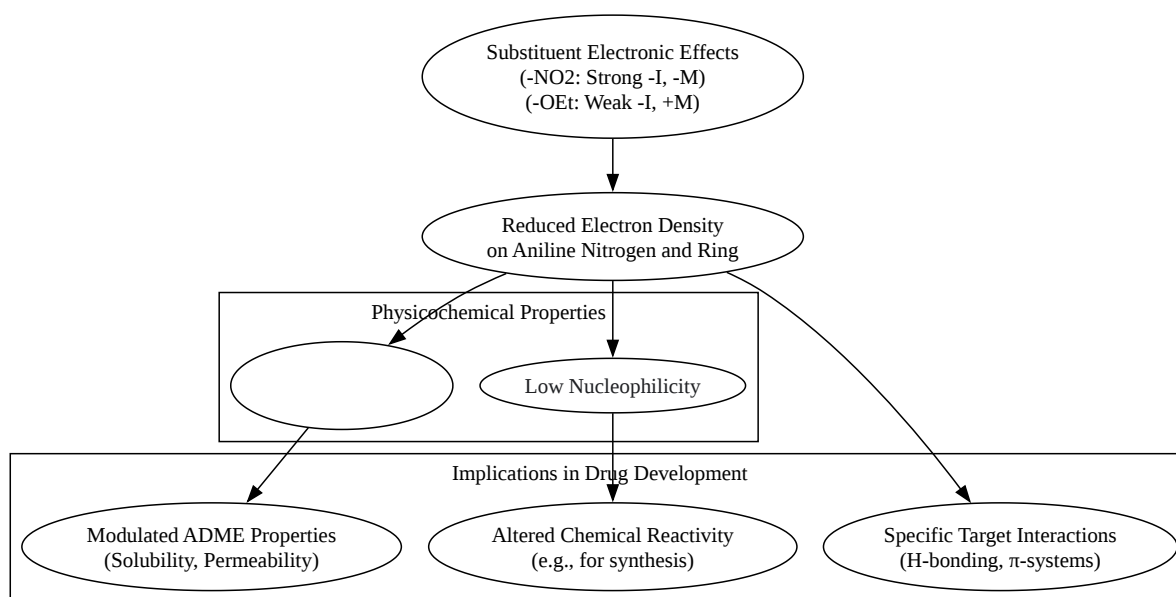 Substituent Electronic Effects
(-NO2: Strong -I, -M)
(-OEt: Weak -I, +M)
Reduced Electron Density
on Aniline Nitrogen and Ring
Physicochemical Properties
Low Nucleophilicity
Implications in Drug Development
Modulated ADME Properties
(Solubility, Permeability)
Altered Chemical Reactivity
(e.g., for synthesis)
Specific Target Interactions
(H-bonding, π-systems)